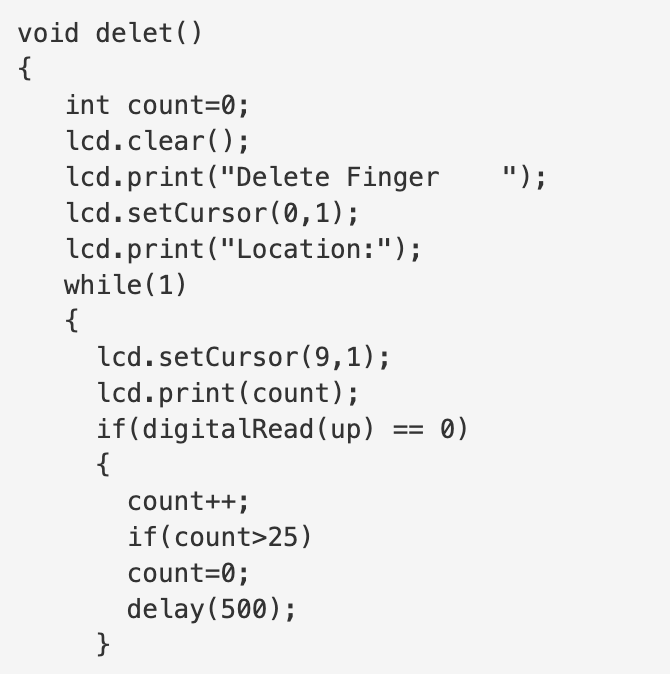 void delet()
{
   int count=0;
   lcd.clear();
   lcd.print("Delete Finger    ");
   lcd.setCursor(0,1);
   lcd.print("Location:");
   while(1)
   {
     lcd.setCursor(9,1);
     lcd.print(count);
     if(digitalRead(up) == 0)
     {
       count++;
       if(count>25)
       count=0;
       delay(500);
     }